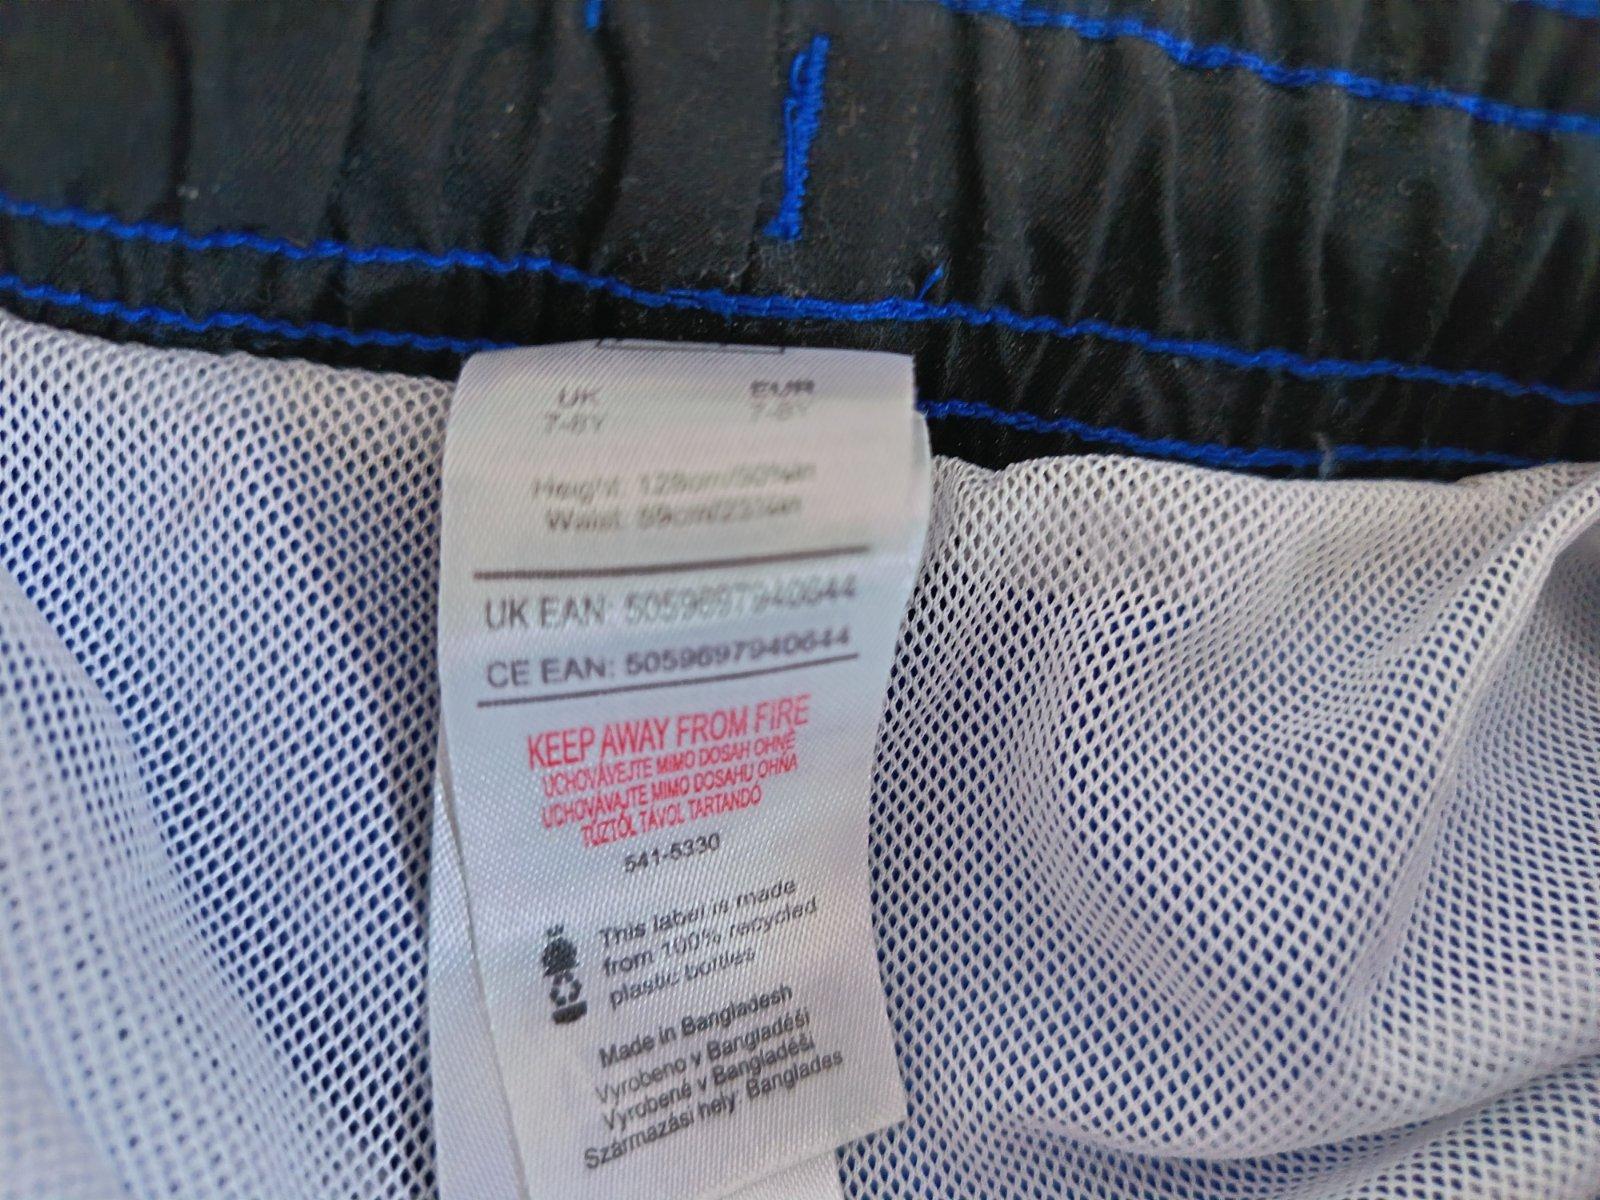 UK EUR
7-8Y 7-8Y
Height: 128cm/50¼in
Waist: 59cm/23¼in
UK EAN: 5059697940644
CE EAN: 5059697940644
KEEP AWAY FROM FIRE
UCHOVÁVEJTE MIMO DOSAH OHNĚ
UCHOVÁVAJTE MIMO DOSAHU OHŇA
TŰZTŐL TÁVOL TARTANDÓ
541-5330
This label is made
from 100% recycled
plastic bottles
Made in Bangladesh
Vyrobeno v Bangladéši
Vyrobené v Bangladéši
Származási hely: Banglades